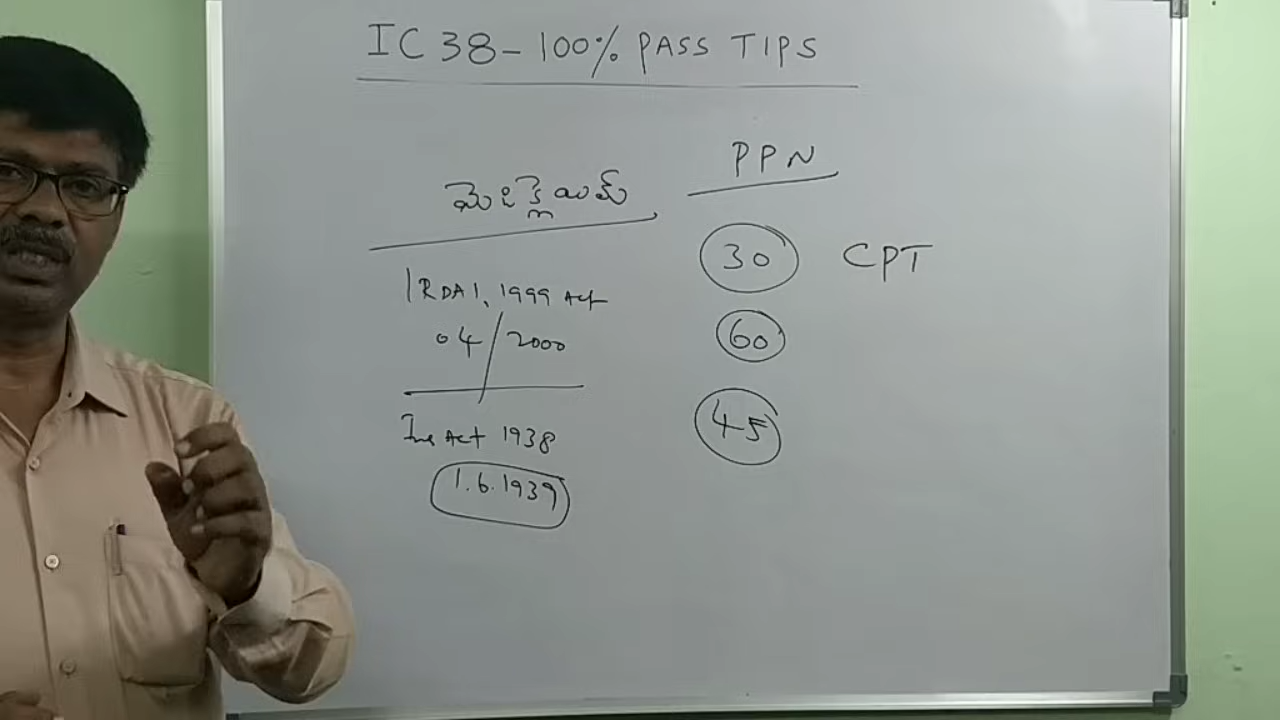 IC 38 - 100% PASS TIPS
IRDAI, 1999 Act
04/2000
Ins Act 1938
1.6.1939
PPN
30 CPT
60
45